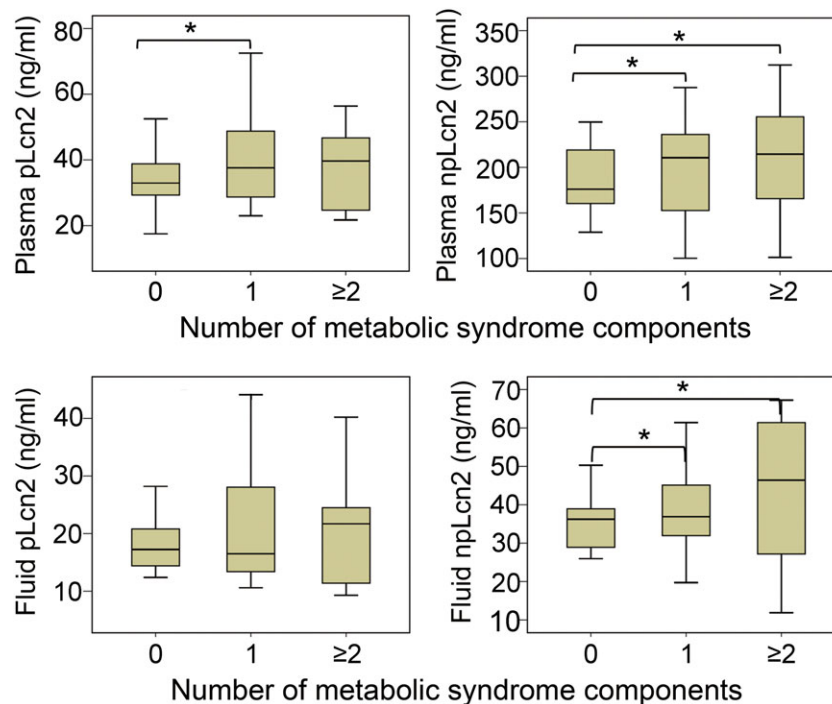 Plasma pLcn2 (ng/ml)
80
60
40
20
*
0 1 ≥2
Plasma npLcn2 (ng/ml)
350
300
250
200
150
100
*
*
0 1 ≥2
Number of metabolic syndrome components
Fluid pLcn2 (ng/ml)
40
30
20
10
0 1 ≥2
Fluid npLcn2 (ng/ml)
70
60
50
40
30
20
10
*
*
0 1 ≥2
Number of metabolic syndrome components